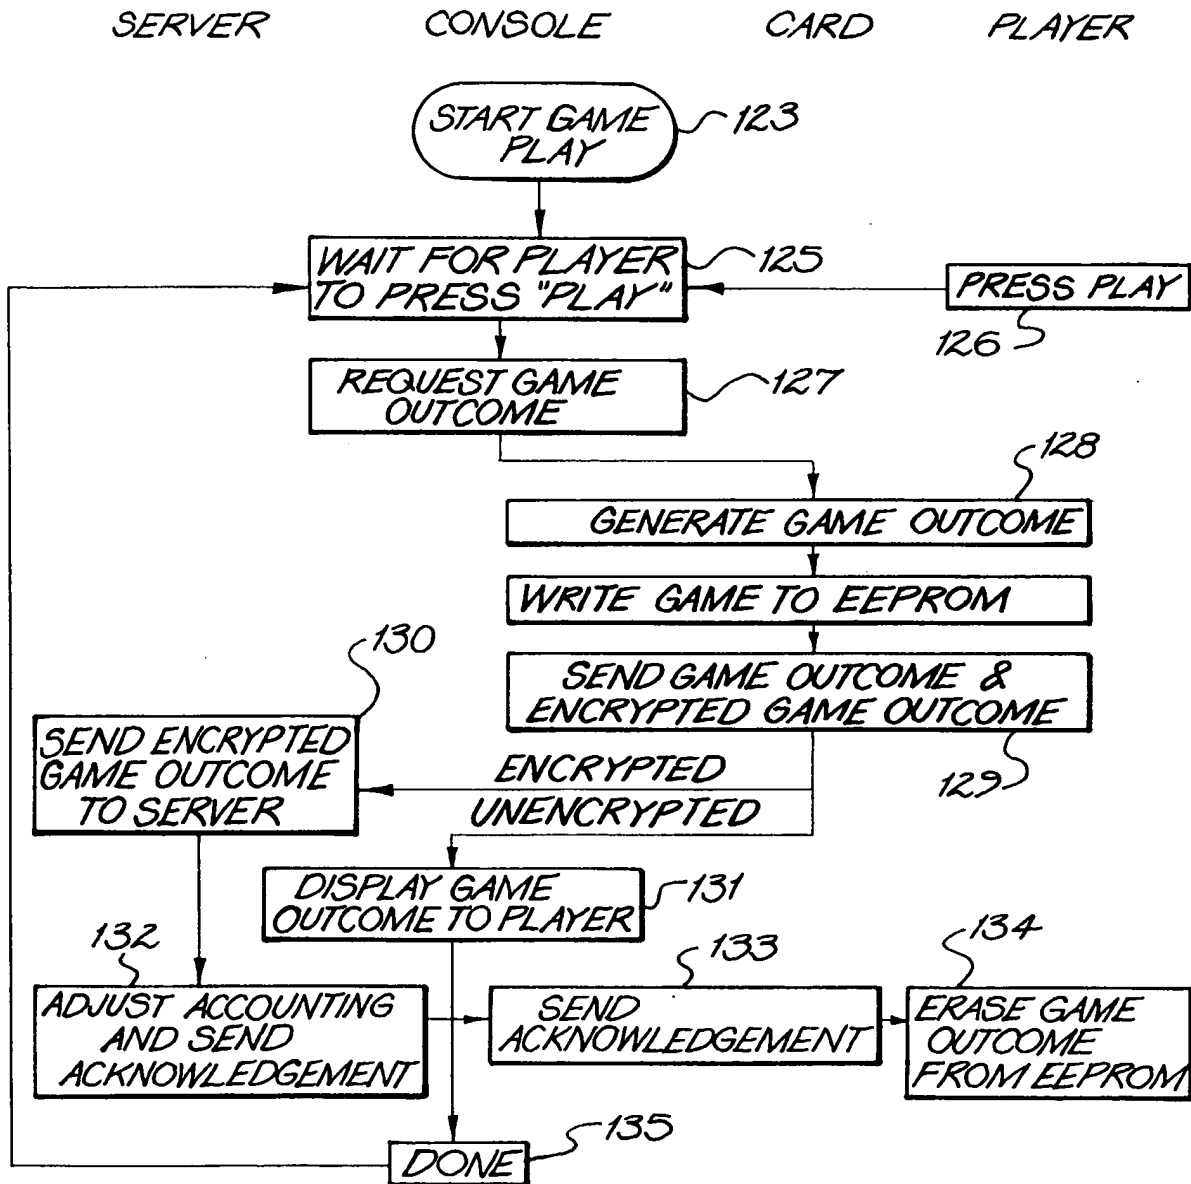 SERVER CONSOLE CARD PLAYER
START GAME
PLAY
123
WAIT FOR PLAYER
TO PRESS "PLAY"
125
PRESS PLAY
126
REQUEST GAME
OUTCOME
127
128
GENERATE GAME OUTCOME
WRITE GAME TO EEPROM
SEND GAME OUTCOME &
ENCRYPTED GAME OUTCOME
129
130
SEND ENCRYPTED
GAME OUTCOME
TO SERVER
ENCRYPTED
UNENCRYPTED
DISPLAY GAME
OUTCOME TO PLAYER
131
132
ADJUST ACCOUNTING
AND SEND
ACKNOWLEDGEMENT
133
SEND
ACKNOWLEDGEMENT
134
ERASE GAME
OUTCOME
FROM EEPROM
DONE
135